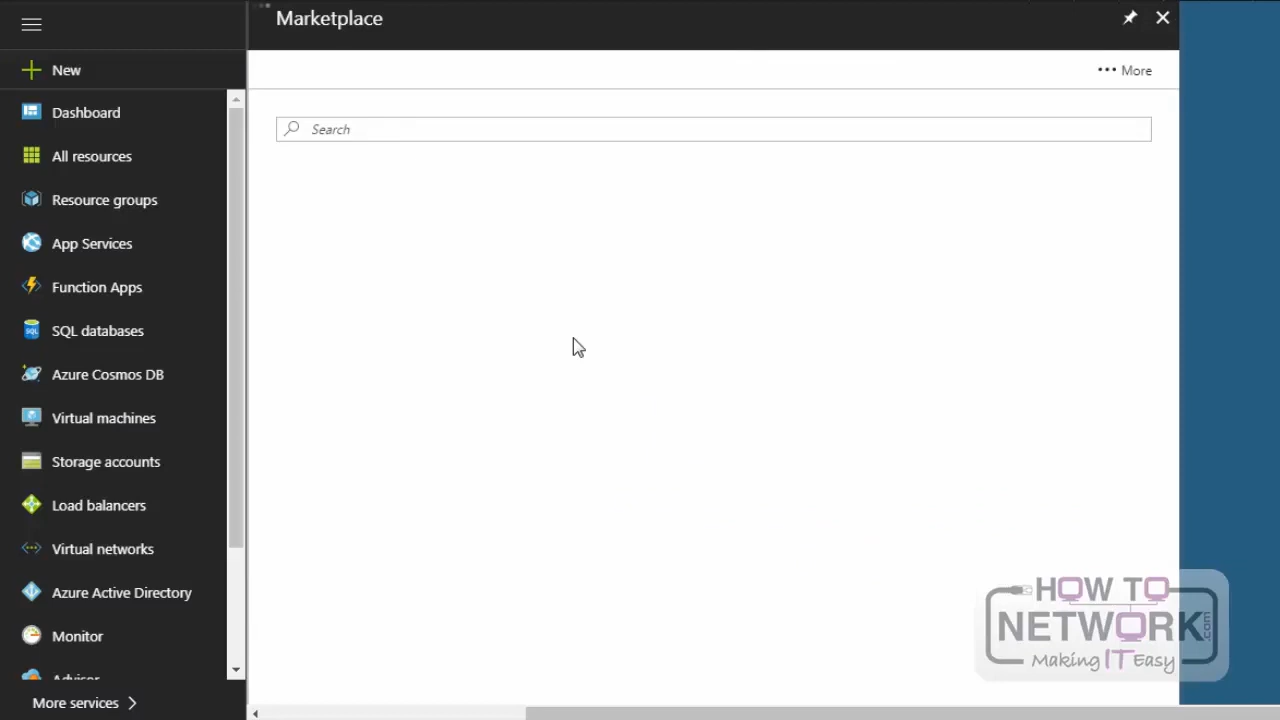 Marketplace
More
New
Search
Dashboard
All resources
Resource groups
App Services
Function Apps
SQL databases
Azure Cosmos DB
Virtual machines
Storage accounts
Load balancers
Virtual networks
Azure Active Directory
Monitor
Advisor
More services
HOW TO
NETWORK.com
Making IT Easy